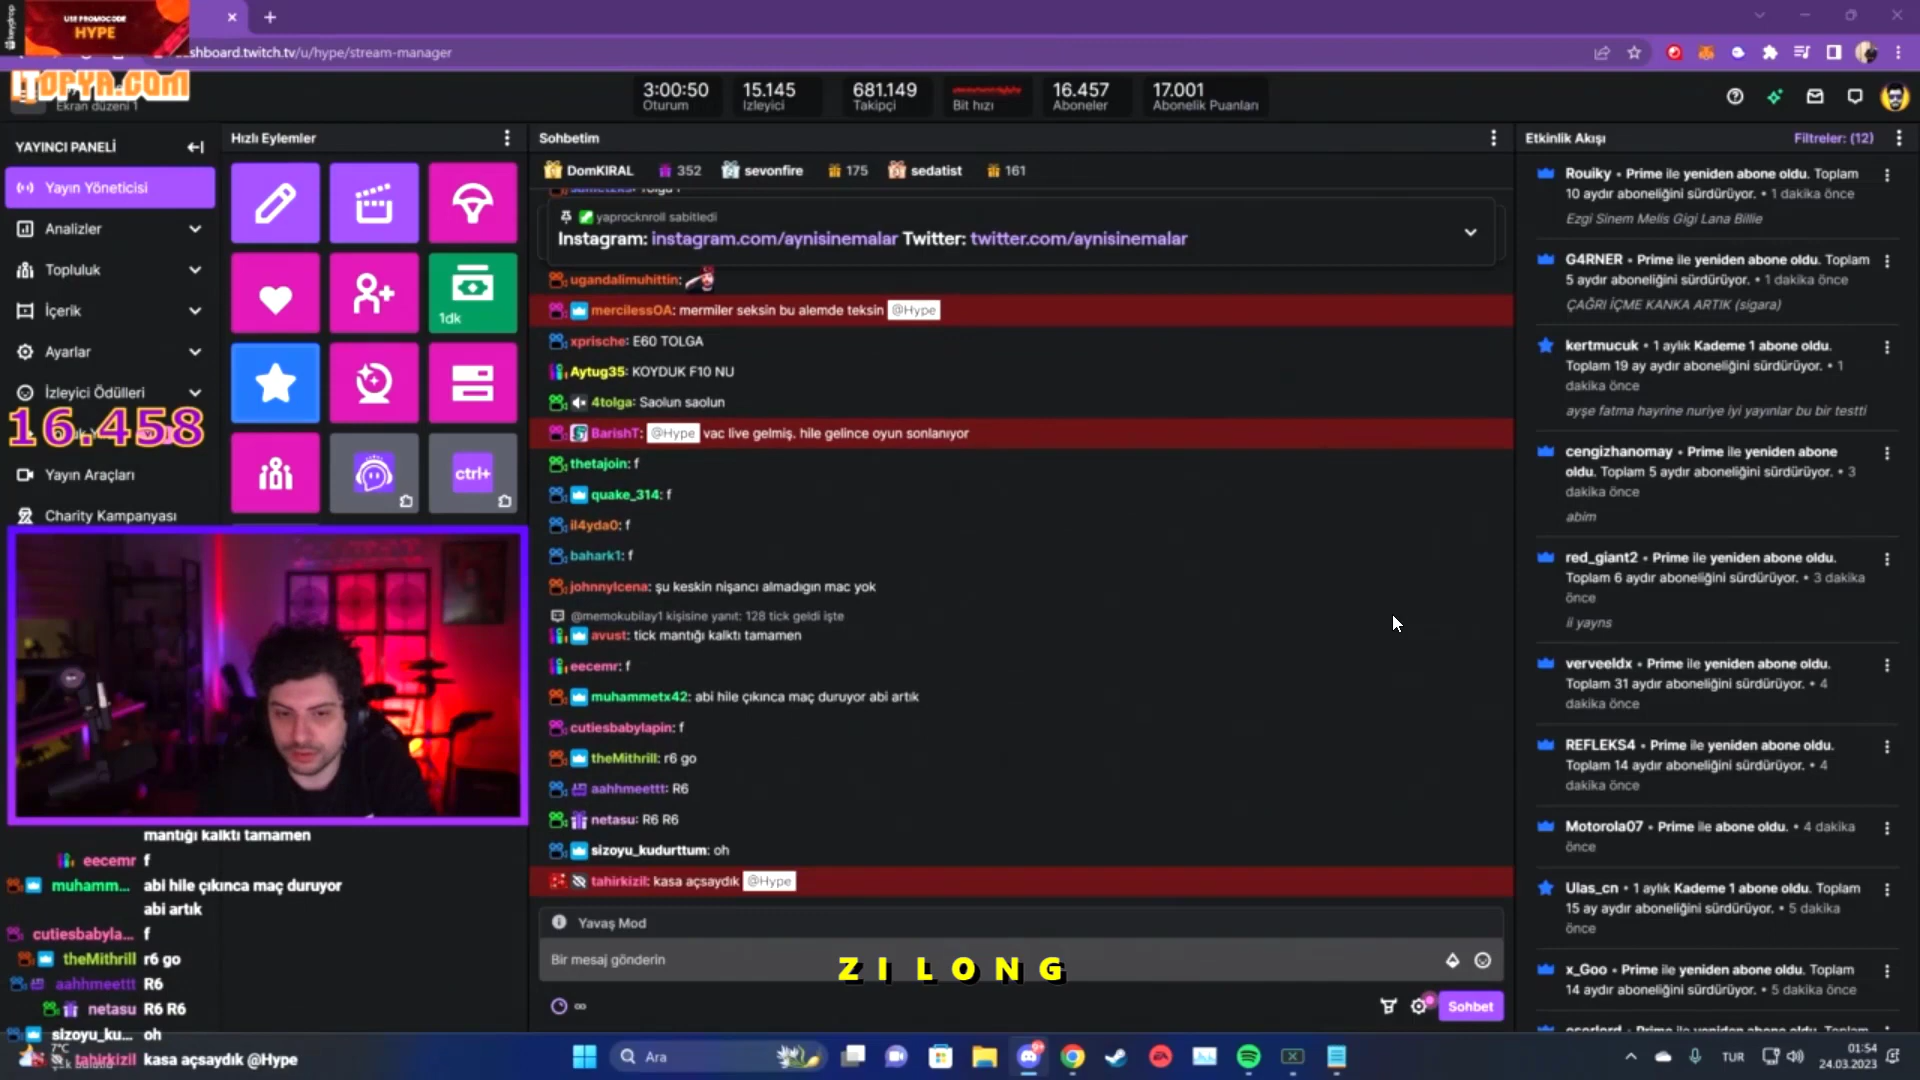 keydrop
USE PROMOCODE
HYPE
shboard.twitch.tv/u/hype/stream-manager
İTOPYA.COM
Ekran düzeni 1
3:00:50
Oturum
15.145
İzleyici
681.149
Takipçi
Bit hızı
16.457
Aboneler
17.001
Abonelik Puanları
YAYINCI PANELİ
Yayın Yöneticisi
Analizler
Topluluk
İçerik
Ayarlar
İzleyici Ödülleri
16.458
Yayın Araçları
Charity Kampanyası
Hızlı Eylemler
1dk
ctrl+
Sohbetim
DomKIRAL 352 sevonfire 175 sedatist 161
yaprocknroll sabitledi
Instagram: instagram.com/aynisinemalar Twitter: twitter.com/aynisinemalar
ugandalimuhittin:
mercilessOA: mermiler seksin bu alemde teksin @Hype
xprische: E60 TOLGA
Aytug35: KOYDUK F10 NU
4tolga: Saolun saolun
BarishT: @Hype vac live gelmiş. hile gelince oyun sonlanıyor
thetajoin: f
quake_314: f
il4yda0: f
bahark1: f
johnnylcena: şu keskin nişancı almadıgın mac yok
@memokubilay1 kişisine yanıt: 128 tick geldi işte
avust: tick mantığı kalktı tamamen
eecemr: f
muhammetx42: abi hile çıkınca maç duruyor abi artık
cutiesbabylapin: f
theMithrill: r6 go
aahhmeettt: R6
netasu: R6 R6
sizoyu_kudurttum: oh
tahirkizil: kasa açsaydık @Hype
Yavaş Mod
Bir mesaj gönderin
ZI LONG
∞
Sohbet
Etkinlik Akışı
Filtreler: (12)
Rouiky • Prime ile yeniden abone oldu. Toplam
10 aydır aboneliğini sürdürüyor. • 1 dakika önce
Ezgi Sinem Melis Gigi Lana Billie
G4RNER • Prime ile yeniden abone oldu. Toplam
5 aydır aboneliğini sürdürüyor. • 1 dakika önce
ÇAĞRI İÇME KANKA ARTIK (sigara)
kertmucuk • 1 aylık Kademe 1 abone oldu.
Toplam 19 ay aydır aboneliğini sürdürüyor. • 1
dakika önce
ayşe fatma hayrine nuriye iyi yayınlar bu bir testti
cengizhanomay • Prime ile yeniden abone
oldu. Toplam 5 aydır aboneliğini sürdürüyor. • 3
dakika önce
abim
red_giant2 • Prime ile yeniden abone oldu.
Toplam 6 aydır aboneliğini sürdürüyor. • 3 dakika
önce
ii yayns
verveeldx • Prime ile yeniden abone oldu.
Toplam 31 aydır aboneliğini sürdürüyor. • 4
dakika önce
REFLEKS4 • Prime ile yeniden abone oldu.
Toplam 14 aydır aboneliğini sürdürüyor. • 4
dakika önce
Motorola07 • Prime ile abone oldu. • 4 dakika
önce
Ulas_cn • 1 aylık Kademe 1 abone oldu. Toplam
15 ay aydır aboneliğini sürdürüyor. • 5 dakika
önce
x_Goo • Prime ile yeniden abone oldu. Toplam
14 aydır aboneliğini sürdürüyor. • 5 dakika önce
mantığı kalktı tamamen
eecemr f
muhamm... abi hile çıkınca maç duruyor
abi artık
cutiesbabyla... f
theMithrill r6 go
aahhmeettt R6
netasu R6 R6
sizoyu_ku... oh
tahirkizil kasa açsaydık @Hype
7°C
Ara
TUR
01:54
24.03.2023